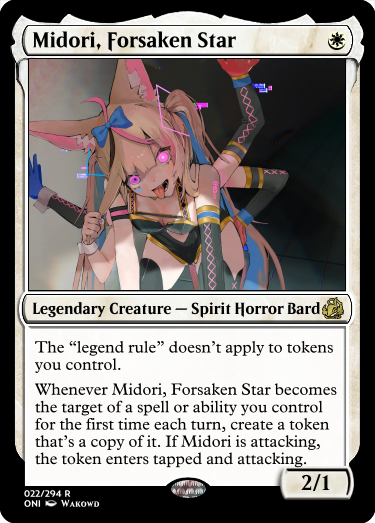 Midori, Forsaken Star
Legendary Creature — Spirit Horror Bard
The “legend rule” doesn’t apply to tokens
you control.
Whenever Midori, Forsaken Star becomes
the target of a spell or ability you control
for the first time each turn, create a token
that’s a copy of it. If Midori is attacking,
the token enters tapped and attacking.
2/1
022/294 R
ONI Wakowd